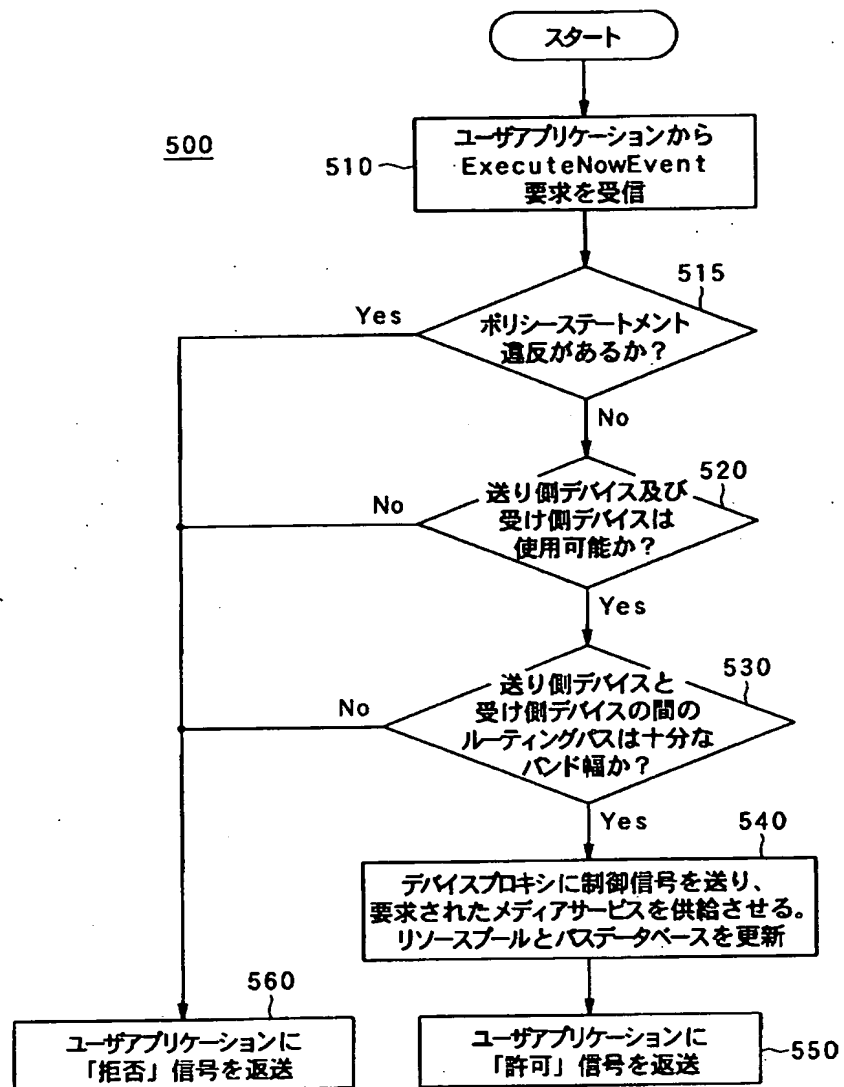 スタート
500
510
ユーザアプリケーションから
ExecuteNowEvent
要求を受信
515
Yes
ポリシーステートメント
違反があるか？
No
520
No
送り側デバイス及び
受け側デバイスは
使用可能か？
Yes
530
No
送り側デバイスと
受け側デバイスの間の
ルーティングパスは十分な
バンド幅か？
Yes
540
デバイスプロキシに制御信号を送り、
要求されたメディアサービスを供給させる。
リソースプールとパスデータベースを更新
560
ユーザアプリケーションに
「拒否」信号を返送
ユーザアプリケーションに
「許可」信号を返送
550